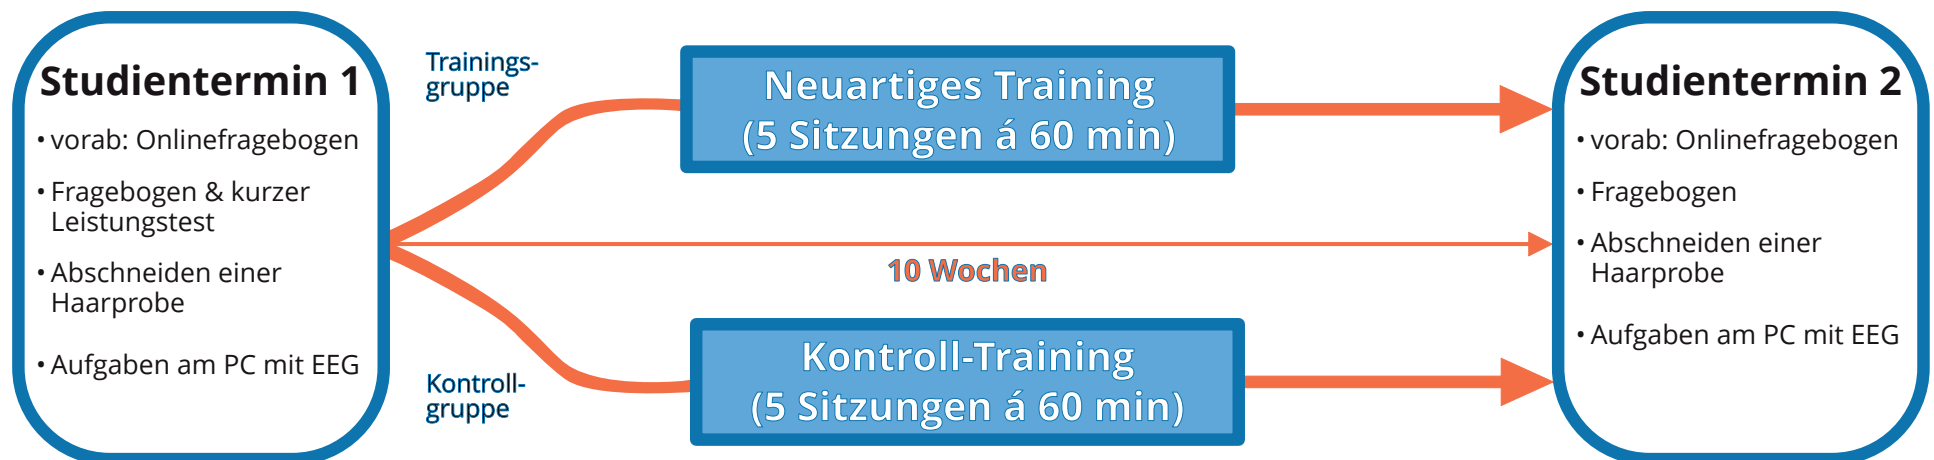 Studientermin 1
• vorab: Onlinefragebogen
• Fragebogen & kurzer
Leistungstest
• Abschneiden einer
Haarprobe
• Aufgaben am PC mit EEG
Trainings-
gruppe
Neuartiges Training
(5 Sitzungen á 60 min)
10 Wochen
Kontroll-
gruppe
Kontroll-Training
(5 Sitzungen á 60 min)
Studientermin 2
• vorab: Onlinefragebogen
• Fragebogen
• Abschneiden einer
Haarprobe
• Aufgaben am PC mit EEG